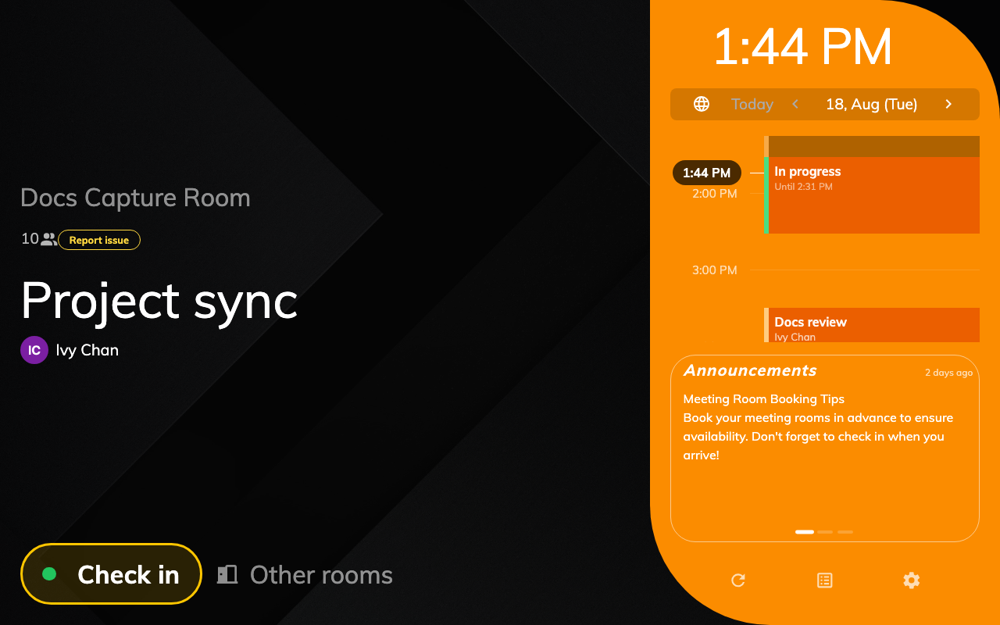 Docs Capture Room
10
Report issue
Project sync
IC
Ivy Chan
Check in
Other rooms
1:44 PM
Today
18, Aug (Tue)
1:44 PM
In progress
Until 2:31 PM
2:00 PM
3:00 PM
Docs review
Ivy Chan
Announcements
2 days ago
Meeting Room Booking Tips
Book your meeting rooms in advance to ensure
availability. Don't forget to check in when you
arrive!